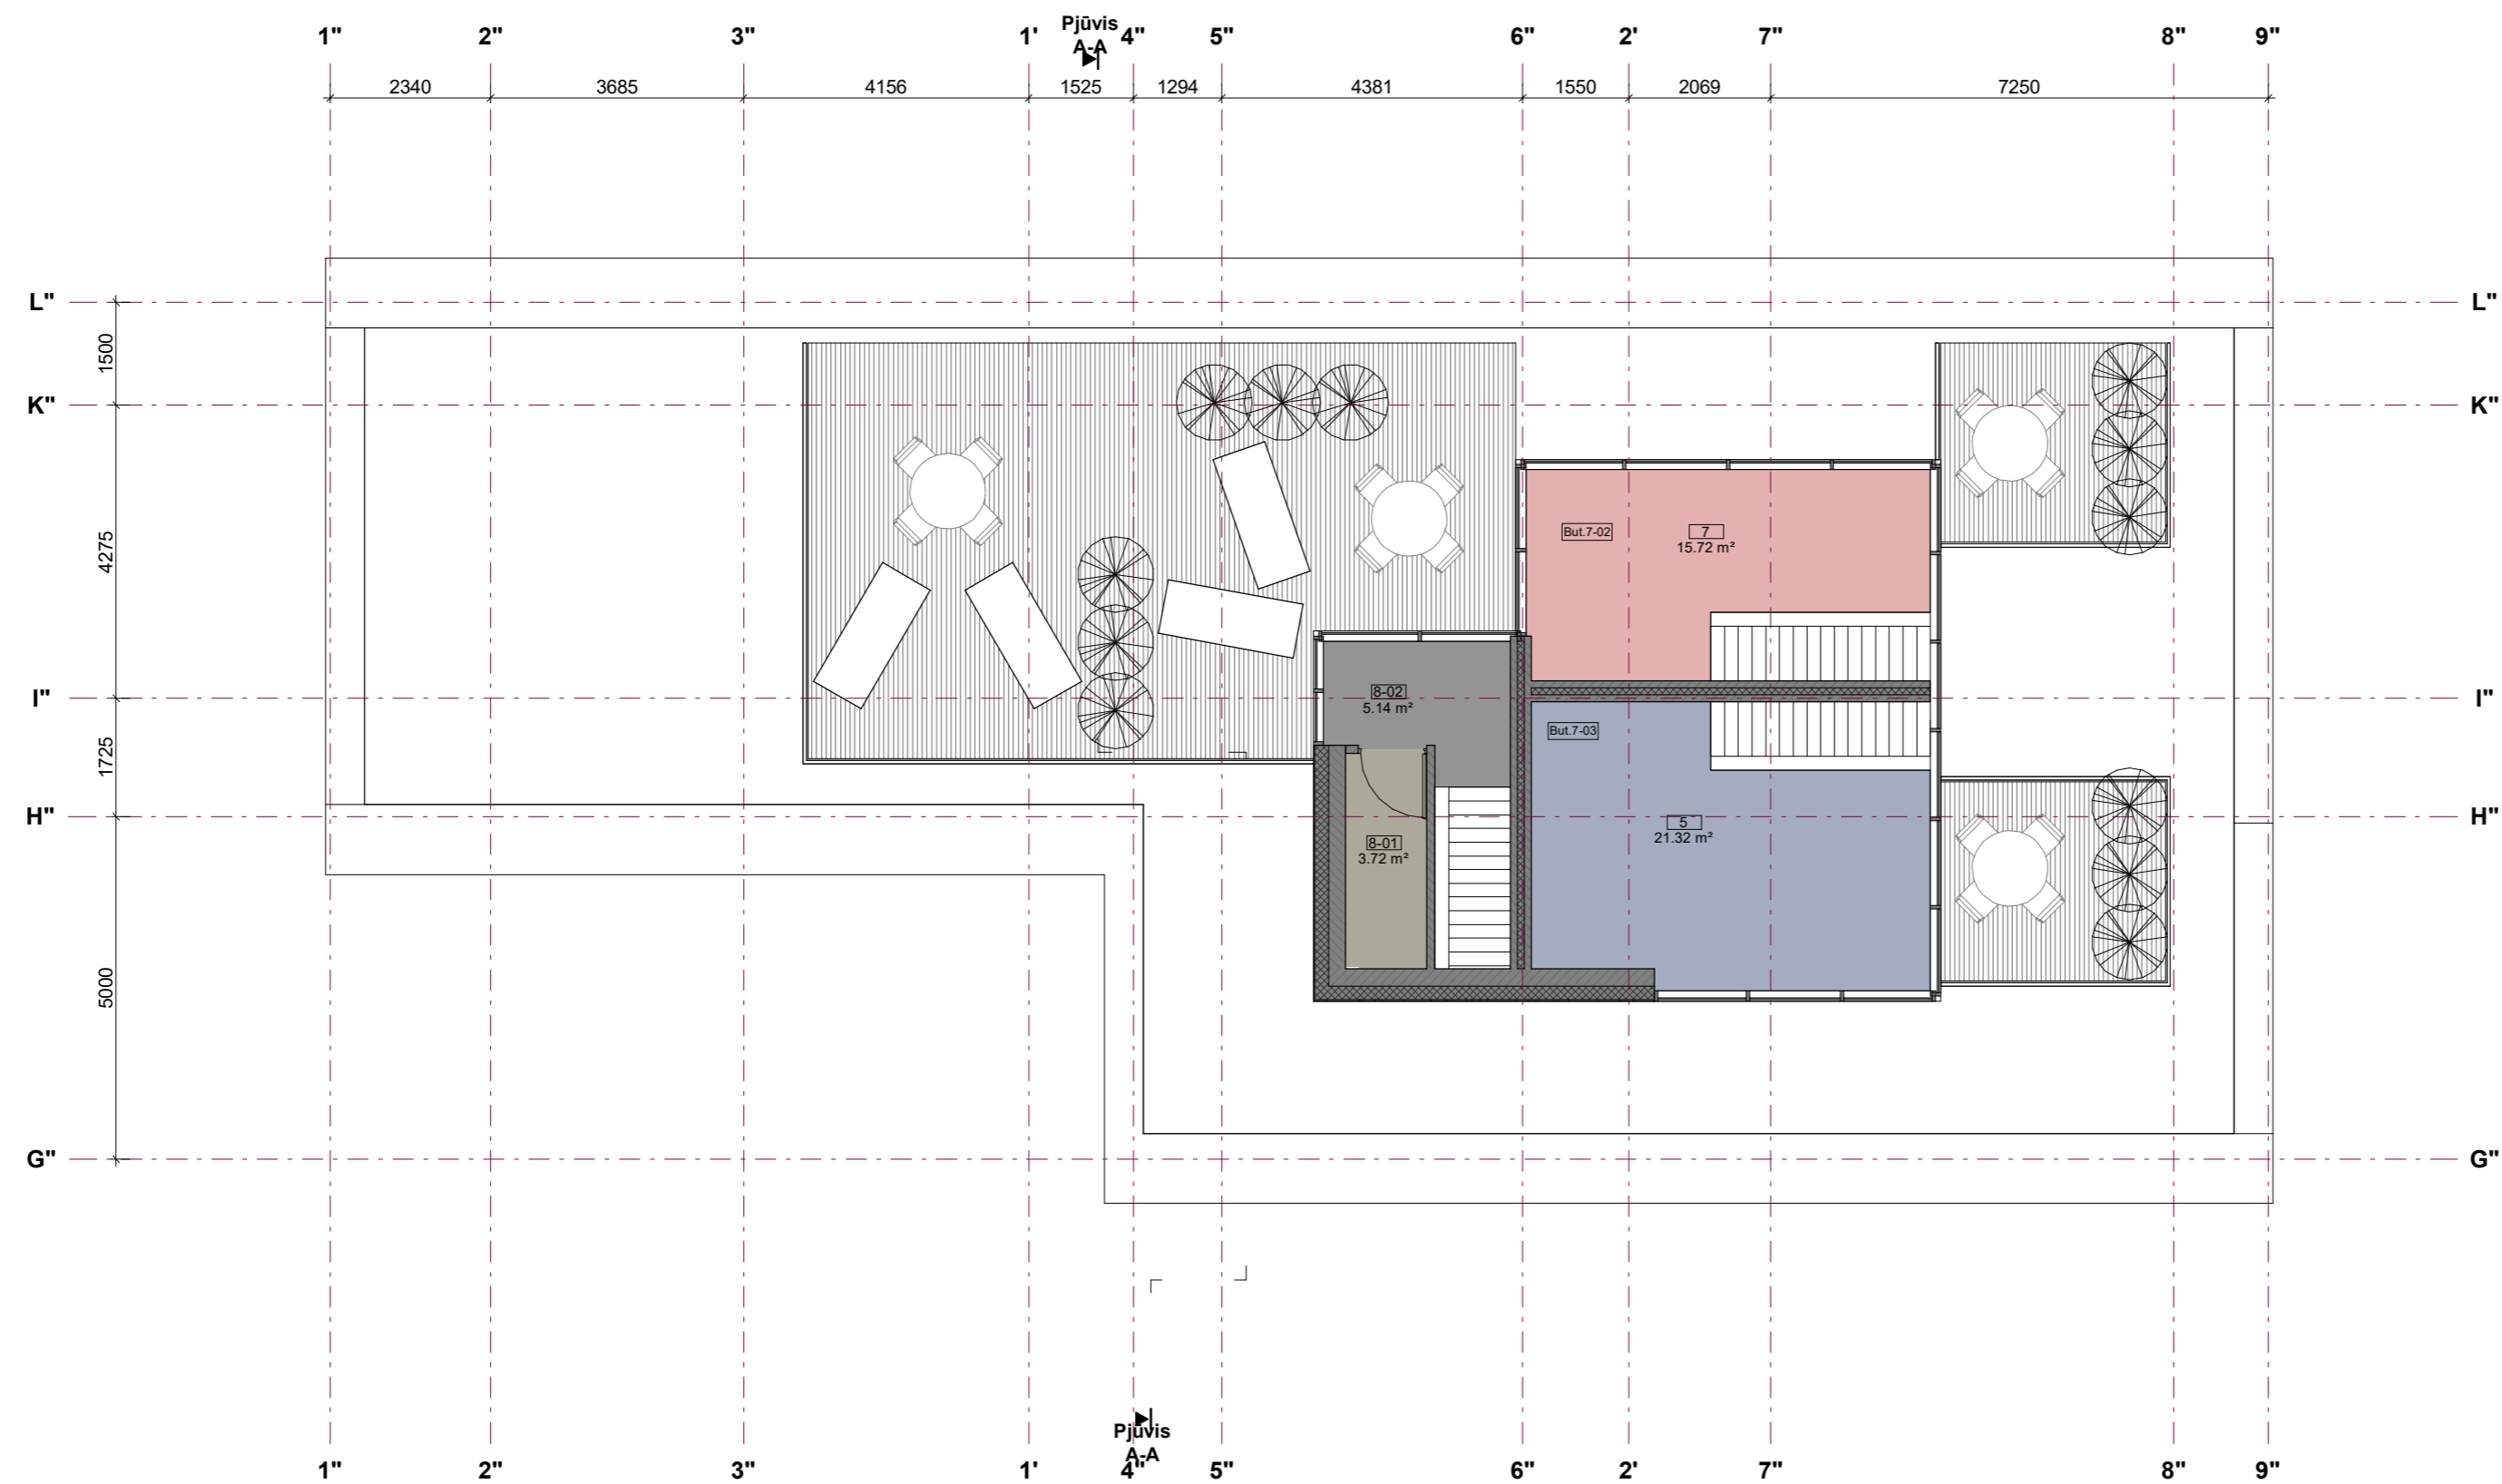 Pjūvis
A-A
1" 2" 3" 1' 4" 5" 6" 2' 7" 8" 9"
2340 3685 4156 1525 1294 4381 1550 2069 7250
L" L"
1500
K" K"
But.7-02 7
15.72 m²
4275
8-02
5.14 m²
I" I"
But.7-03
1725
H" H"
5
21.32 m²
8-01
3.72 m²
5000
G" G"
Pjūvis
A-A
1" 2" 3" 1' 4" 5" 6" 2' 7" 8" 9"